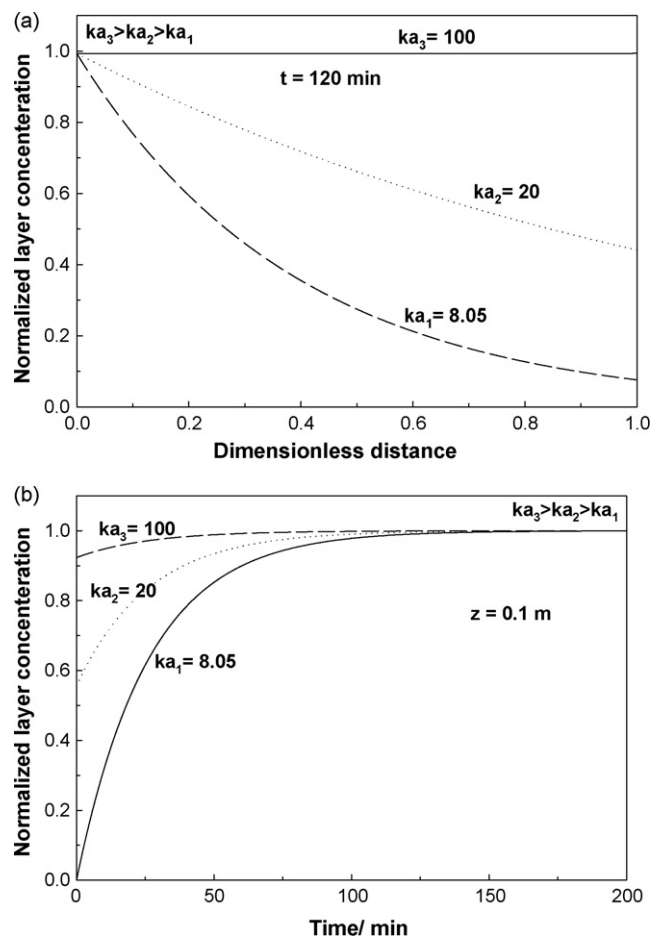 (a)
ka₃>ka₂>ka₁
ka₃= 100
t = 120 min
ka₂= 20
ka₁= 8.05
Normalized layer concenteration
1.0
0.8
0.6
0.4
0.2
0.0
0.0 0.2 0.4 0.6 0.8 1.0
Dimensionless distance
(b)
ka₃>ka₂>ka₁
ka₃= 100
ka₂= 20
z = 0.1 m
ka₁= 8.05
Normalized layer concenteration
1.0
0.8
0.6
0.4
0.2
0.0
0 50 100 150 200
Time/ min